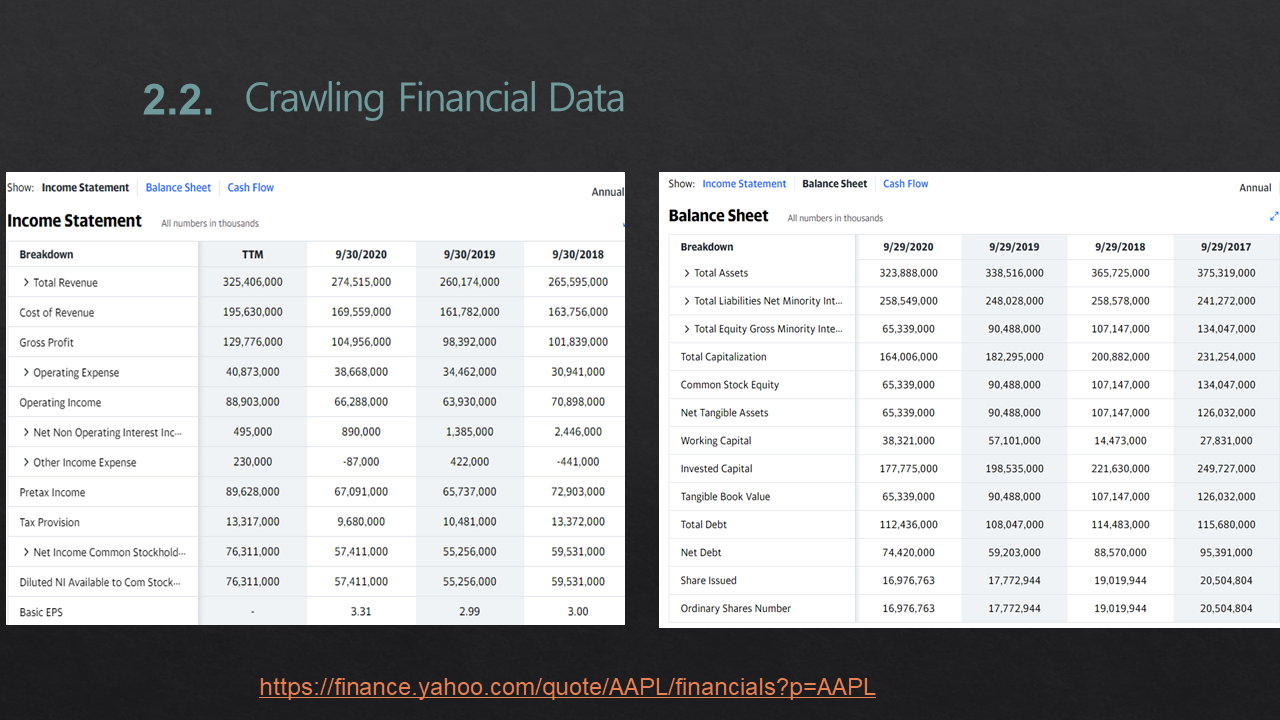 2.2. Crawling Financial Data
Show: Income Statement Balance Sheet Cash Flow
Annual
Income Statement All numbers in thousands
Breakdown TTM 9/30/2020 9/30/2019 9/30/2018
> Total Revenue 325,406,000 274,515,000 260,174,000 265,595,000
Cost of Revenue 195,630,000 169,559,000 161,782,000 163,756,000
Gross Profit 129,776,000 104,956,000 98,392,000 101,839,000
> Operating Expense 40,873,000 38,668,000 34,462,000 30,941,000
Operating Income 88,903,000 66,288,000 63,930,000 70,898,000
> Net Non Operating Interest Inc... 495,000 890,000 1,385,000 2,446,000
> Other Income Expense 230,000 -87,000 422,000 -441,000
Pretax Income 89,628,000 67,091,000 65,737,000 72,903,000
Tax Provision 13,317,000 9,680,000 10,481,000 13,372,000
> Net Income Common Stockhold... 76,311,000 57,411,000 55,256,000 59,531,000
Diluted NI Available to Com Stock... 76,311,000 57,411,000 55,256,000 59,531,000
Basic EPS - 3.31 2.99 3.00
Show: Income Statement Balance Sheet Cash Flow
Annual
Balance Sheet All numbers in thousands
Breakdown 9/29/2020 9/29/2019 9/29/2018 9/29/2017
> Total Assets 323,888,000 338,516,000 365,725,000 375,319,000
> Total Liabilities Net Minority Int... 258,549,000 248,028,000 258,578,000 241,272,000
> Total Equity Gross Minority Inte... 65,339,000 90,488,000 107,147,000 134,047,000
Total Capitalization 164,006,000 182,295,000 200,882,000 231,254,000
Common Stock Equity 65,339,000 90,488,000 107,147,000 134,047,000
Net Tangible Assets 65,339,000 90,488,000 107,147,000 126,032,000
Working Capital 38,321,000 57,101,000 14,473,000 27,831,000
Invested Capital 177,775,000 198,535,000 221,630,000 249,727,000
Tangible Book Value 65,339,000 90,488,000 107,147,000 126,032,000
Total Debt 112,436,000 108,047,000 114,483,000 115,680,000
Net Debt 74,420,000 59,203,000 88,570,000 95,391,000
Share Issued 16,976,763 17,772,944 19,019,944 20,504,804
Ordinary Shares Number 16,976,763 17,772,944 19,019,944 20,504,804
https://finance.yahoo.com/quote/AAPL/financials?p=AAPL